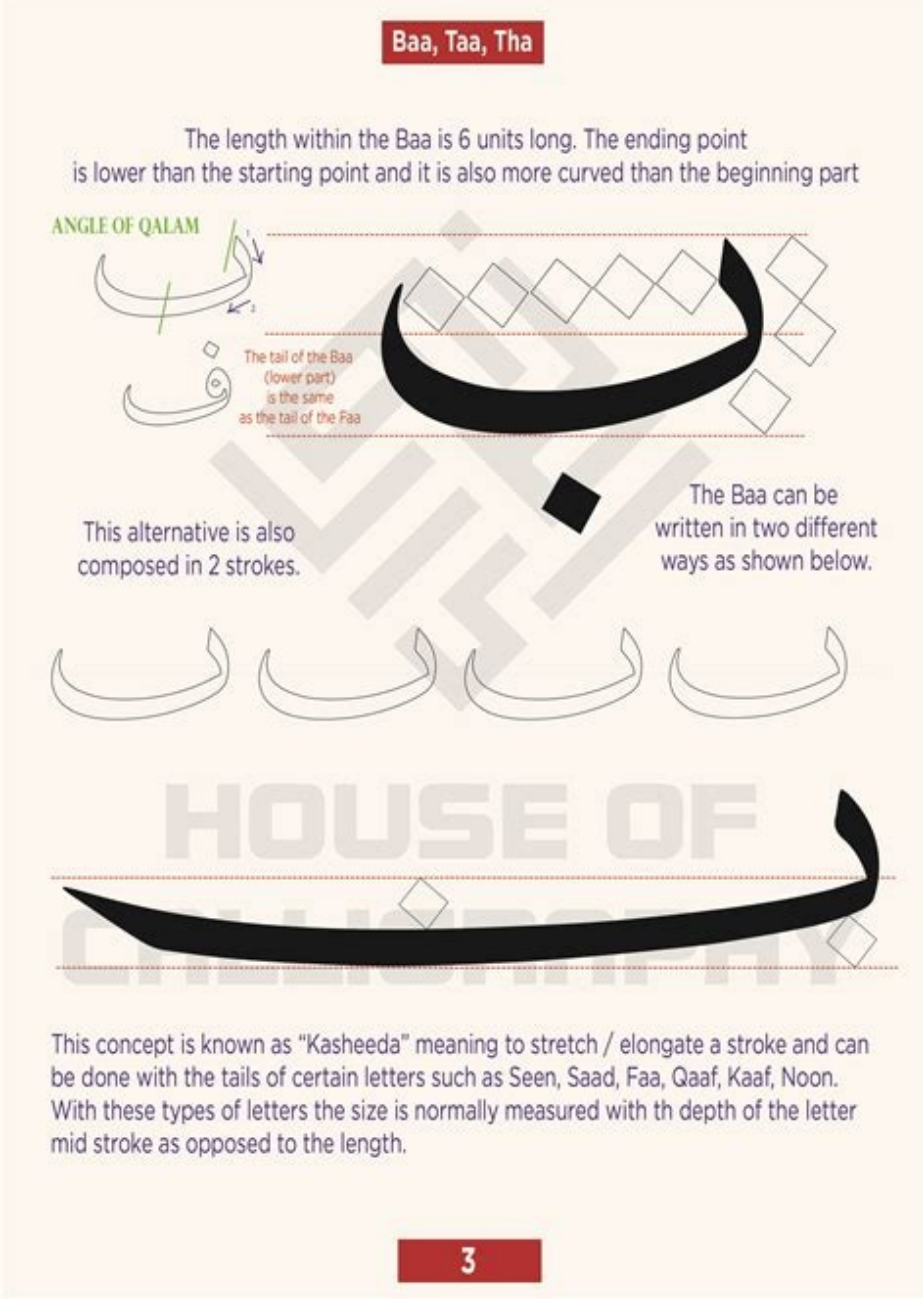 Baa, Taa, Tha
The length within the Baa is 6 units long. The ending point
is lower than the starting point and it is also more curved than the beginning part
ANGLE OF QALAM
1
2
The tail of the Baa
(lower part)
is the same
as the tail of the Faa
ف
ب
This alternative is also
composed in 2 strokes.
The Baa can be
written in two different
ways as shown below.
HOUSE OF
CALLIGRAPHY
This concept is known as “Kasheeda” meaning to stretch / elongate a stroke and can
be done with the tails of certain letters such as Seen, Saad, Faa, Qaaf, Kaaf, Noon.
With these types of letters the size is normally measured with th depth of the letter
mid stroke as opposed to the length.
3